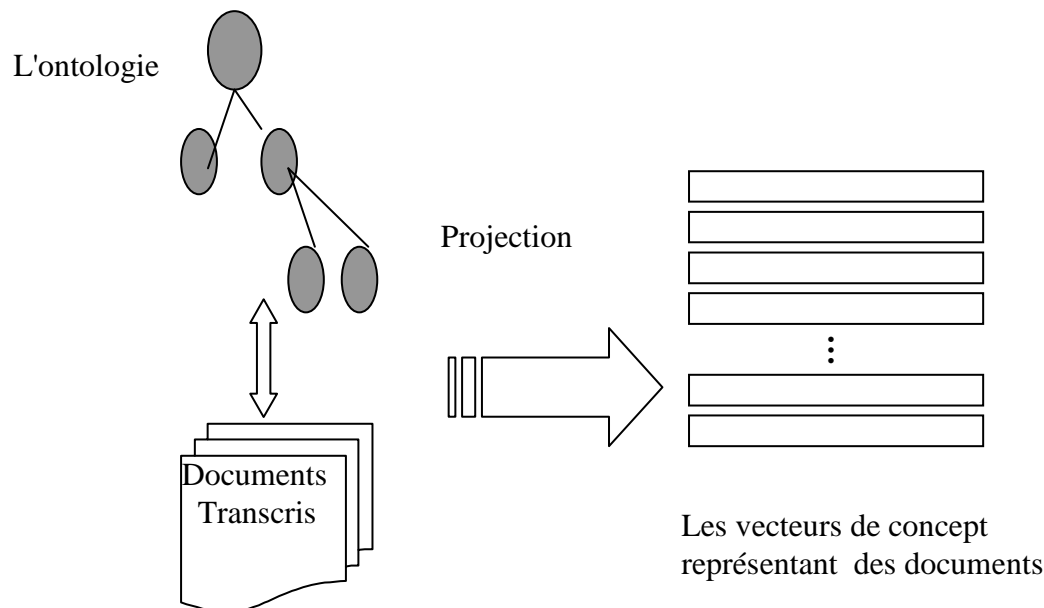 L'ontologie
Projection
Documents
Transcris
Les vecteurs de concept
représentant des documents